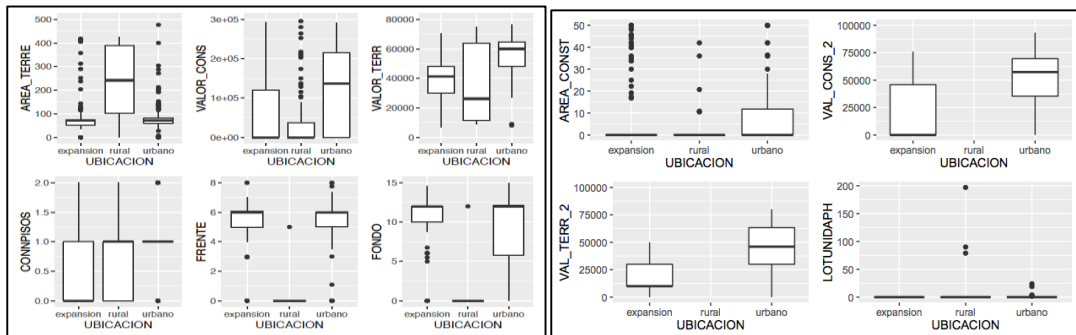 AREA_TERRE
500
400
300
200
100
0
expansion rural urbano
UBICACION
VALOR_CONS
3e+05
2e+05
1e+05
0e+00
expansion rural urbano
UBICACION
VALOR_TERR
80000
60000
40000
20000
0
expansion rural urbano
UBICACION
CONNPISOS
2.0
1.5
1.0
0.5
0.0
expansion rural urbano
UBICACION
FRENTE
8
6
4
2
0
expansion rural urbano
UBICACION
FONDO
15
10
5
0
expansion rural urbano
UBICACION
AREA_CONST
50
40
30
20
10
0
expansion rural urbano
UBICACION
VAL_CONS_2
100000
75000
50000
25000
0
expansion rural urbano
UBICACION
VAL_TERR_2
100000
75000
50000
25000
0
expansion rural urbano
UBICACION
LOTUNIDAPH
200
150
100
50
0
expansion rural urbano
UBICACION